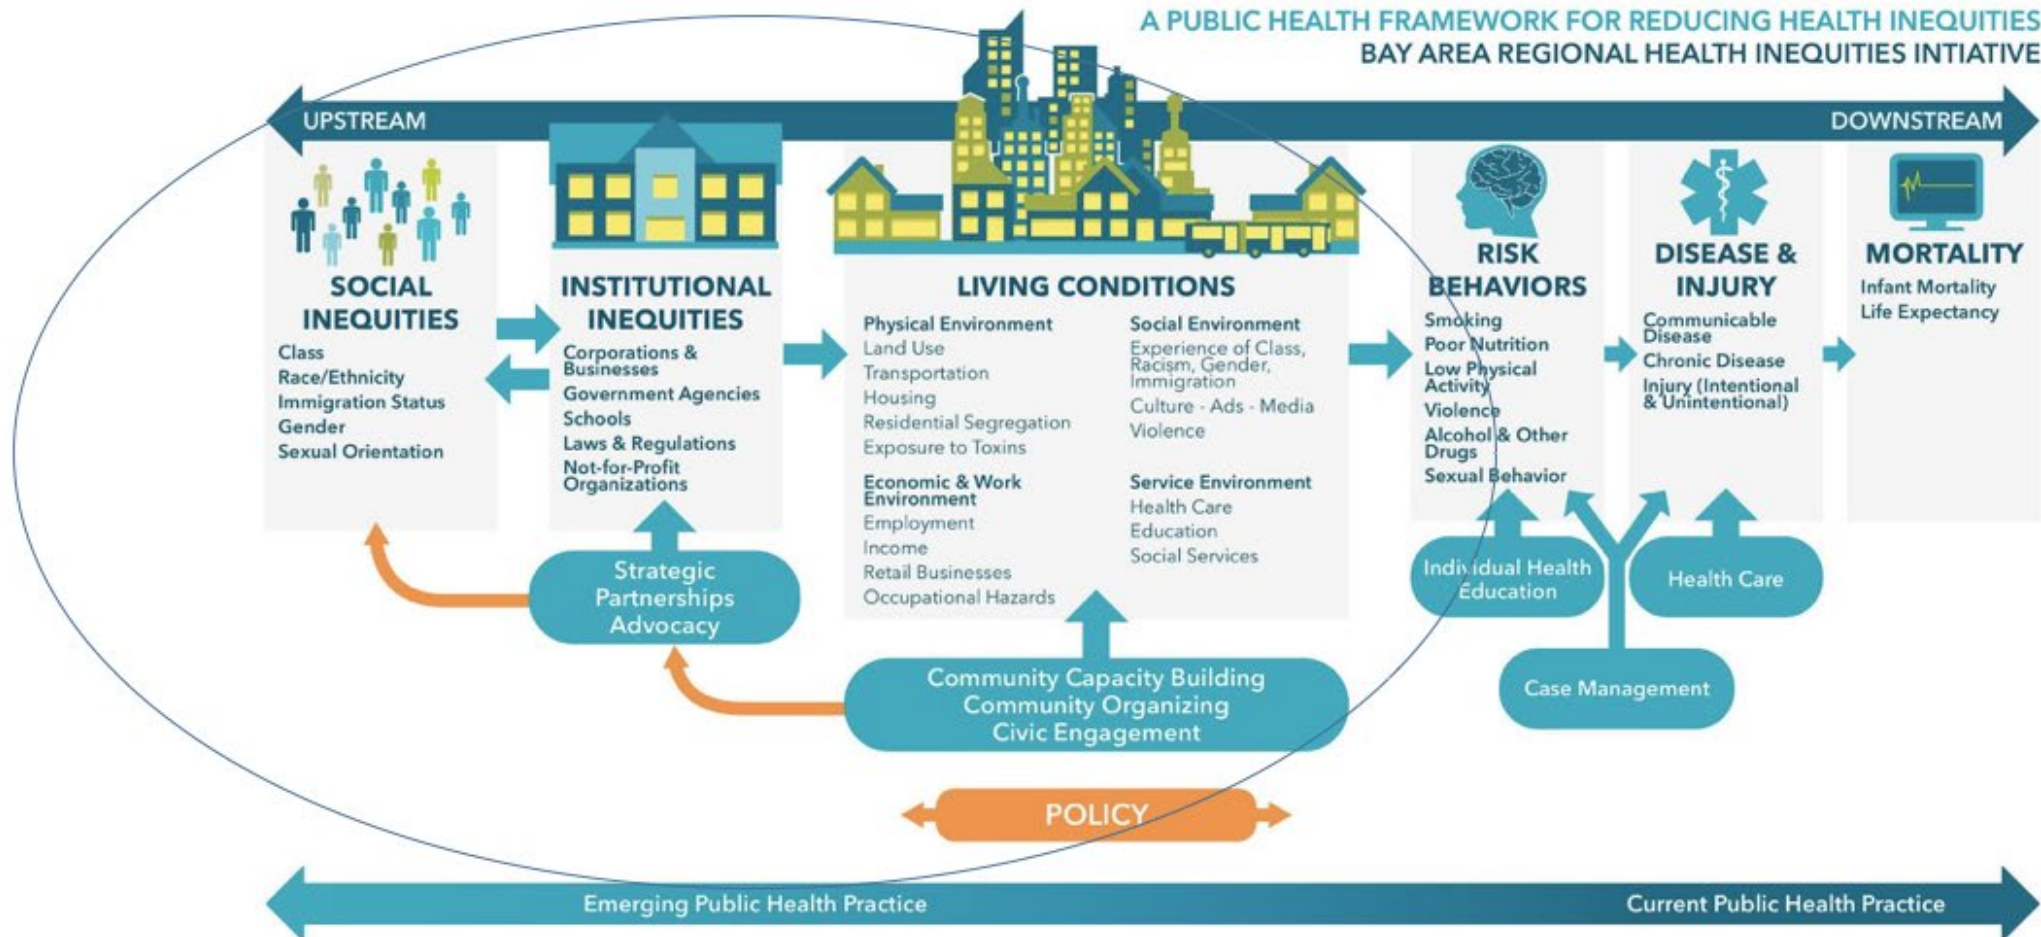 A PUBLIC HEALTH FRAMEWORK FOR REDUCING HEALTH INEQUITIES
BAY AREA REGIONAL HEALTH INEQUITIES INTIATIVE
UPSTREAM
DOWNSTREAM
SOCIAL
INEQUITIES
Class
Race/Ethnicity
Immigration Status
Gender
Sexual Orientation
INSTITUTIONAL
INEQUITIES
Corporations &
Businesses
Government Agencies
Schools
Laws & Regulations
Not-for-Profit
Organizations
Strategic
Partnerships
Advocacy
LIVING CONDITIONS
Physical Environment
Land Use
Transportation
Housing
Residential Segregation
Exposure to Toxins
Economic & Work
Environment
Employment
Income
Retail Businesses
Occupational Hazards
Social Environment
Experience of Class,
Racism, Gender,
Immigration
Culture - Ads - Media
Violence
Service Environment
Health Care
Education
Social Services
Community Capacity Building
Community Organizing
Civic Engagement
RISK
BEHAVIORS
Smoking
Poor Nutrition
Low Physical
Activity
Violence
Alcohol & Other
Drugs
Sexual Behavior
Individual Health
Education
DISEASE &
INJURY
Communicable
Disease
Chronic Disease
Injury (Intentional
& Unintentional)
Health Care
Case Management
MORTALITY
Infant Mortality
Life Expectancy
POLICY
Emerging Public Health Practice
Current Public Health Practice